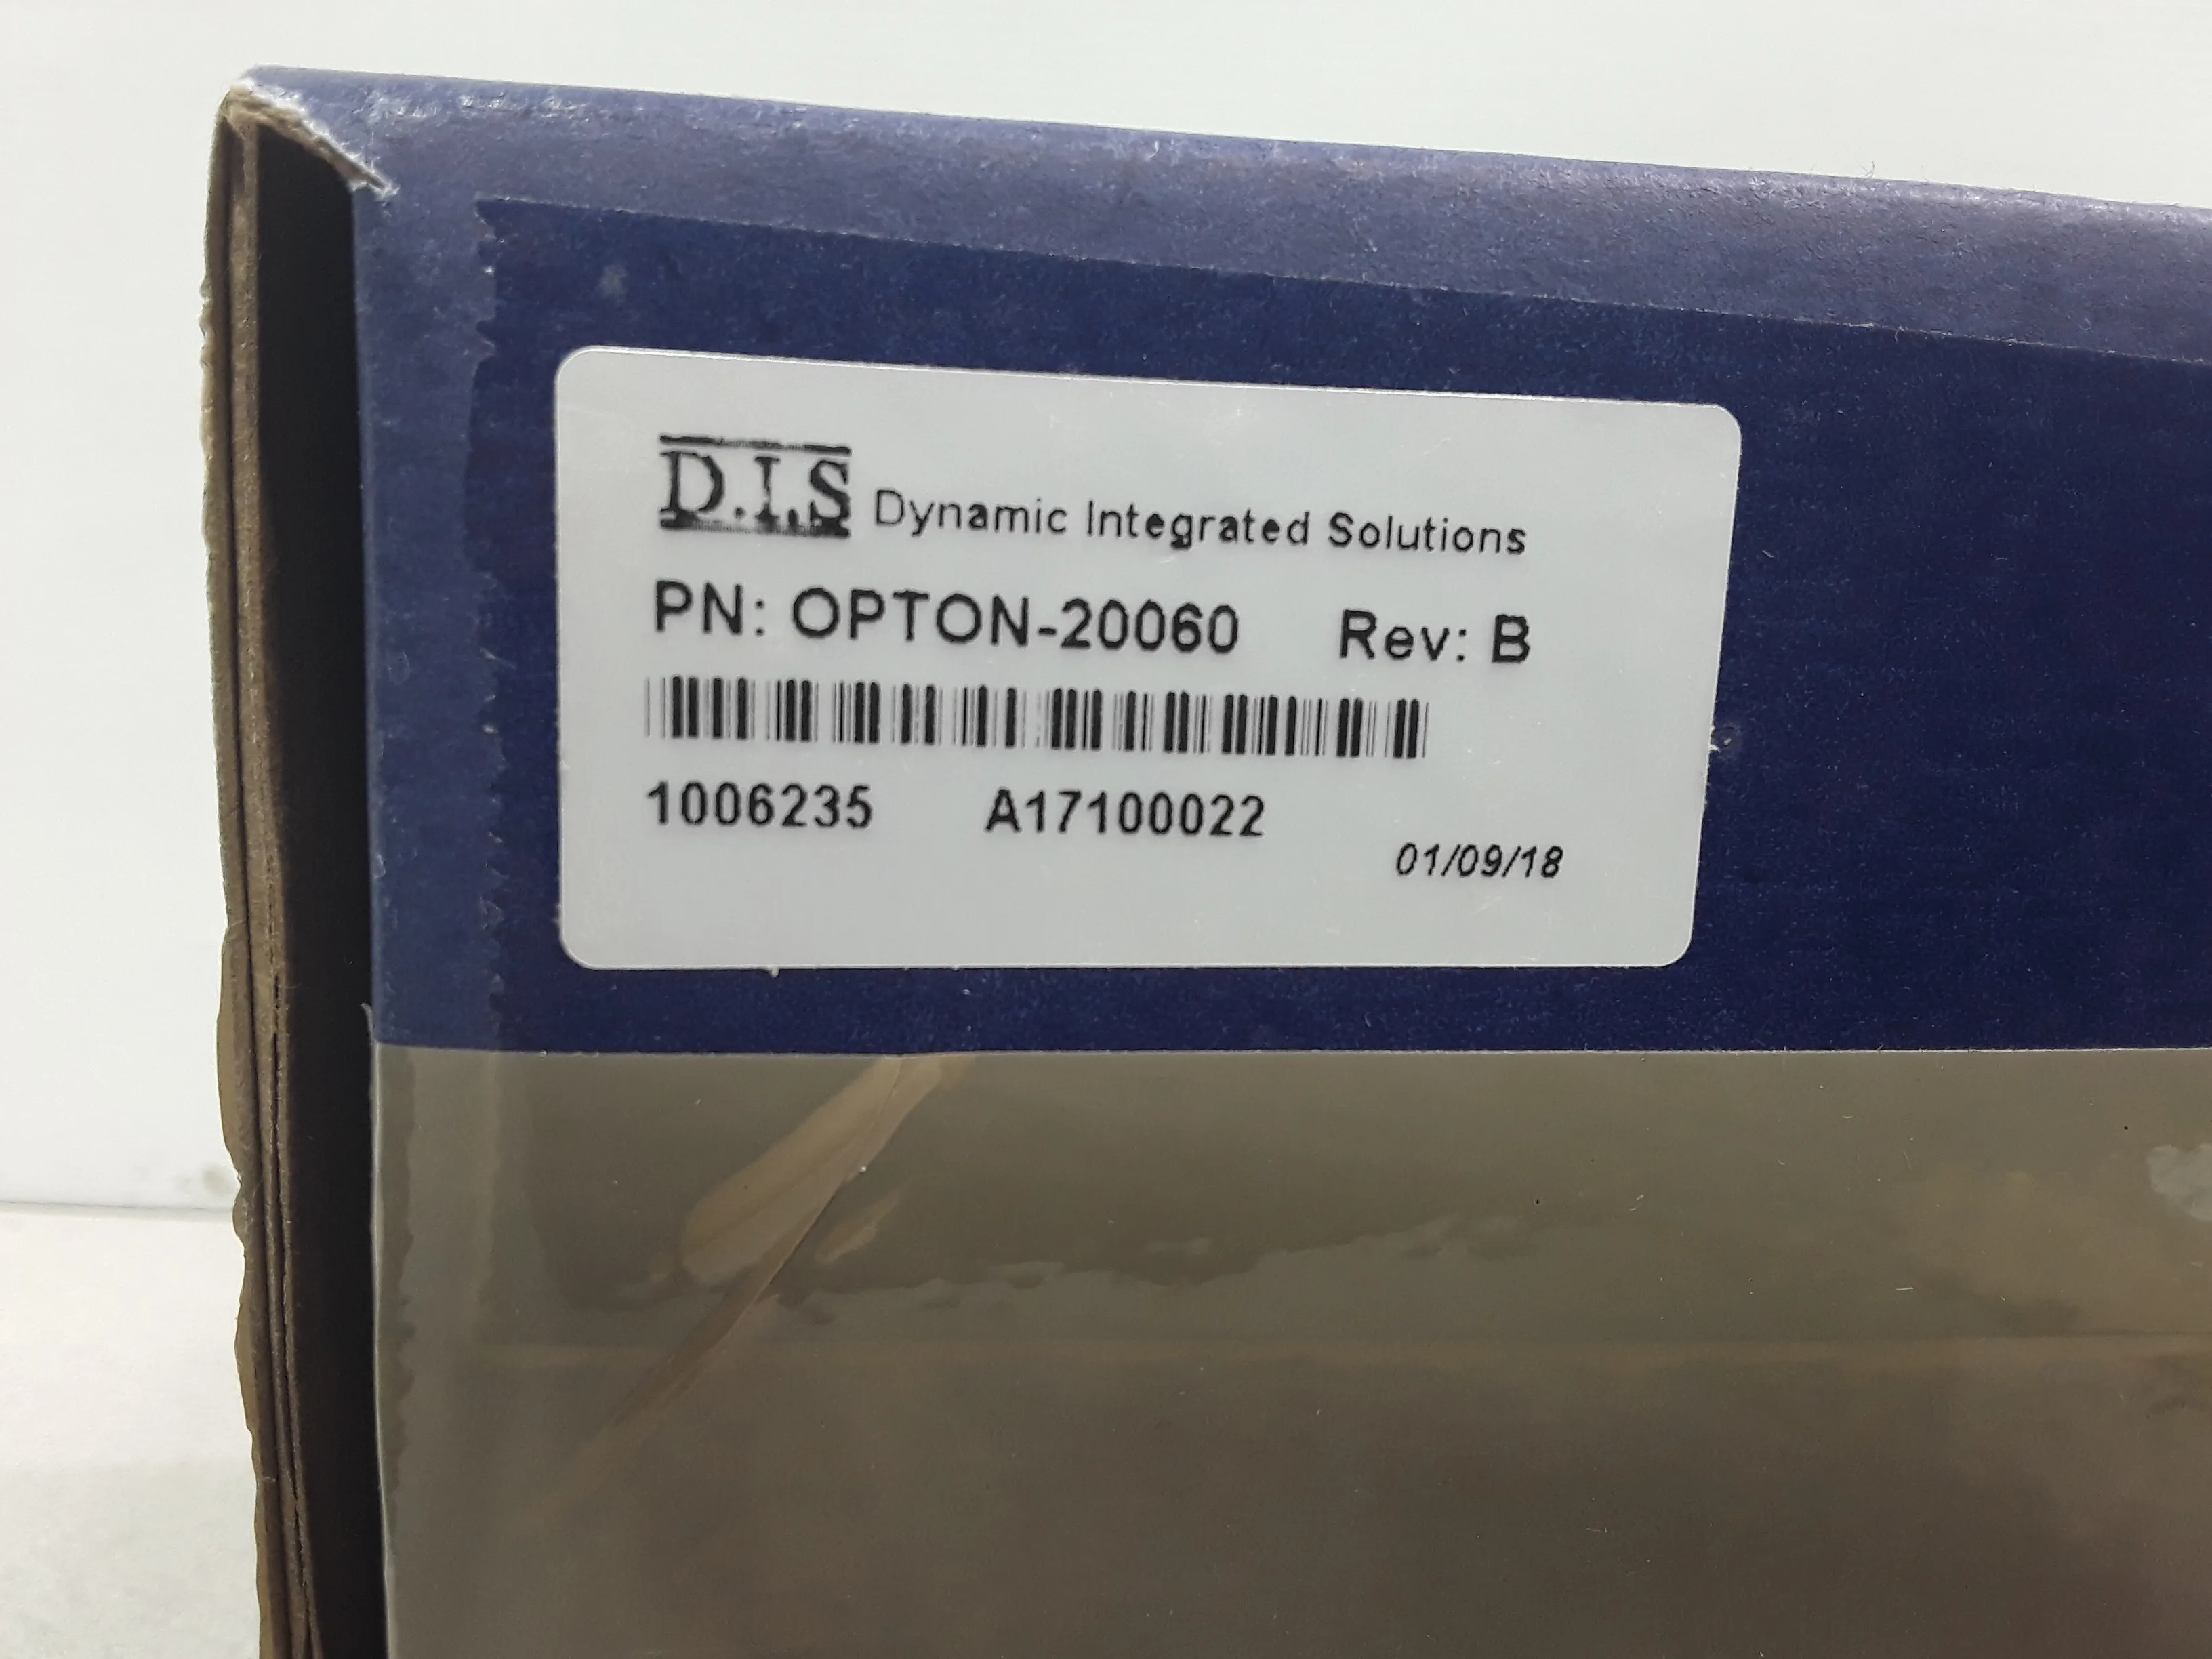 D.I.S Dynamic Integrated Solutions
PN: OPTON-20060 Rev: B
1006235 A17100022
01/09/18